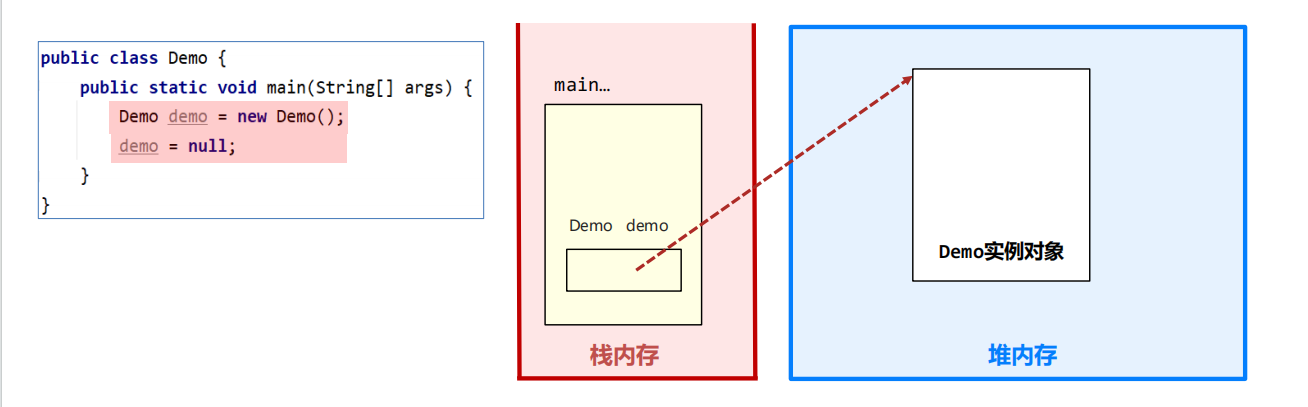 public class Demo {
    public static void main(String[] args) {
        Demo demo = new Demo();
        demo = null;
    }
}
main…
Demo demo
栈内存
Demo实例对象
堆内存